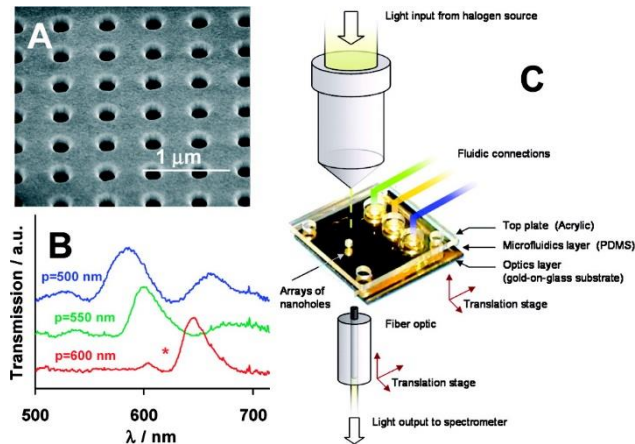 A
1 μm
B
Transmission / a.u.
p=500 nm
p=550 nm
p=600 nm
*
500
600
700
λ / nm
C
Light input from halogen source
Fluidic connections
Top plate (Acrylic)
Microfluidics layer (PDMS)
Optics layer
(gold-on-glass substrate)
Arrays of
nanoholes
Translation stage
Fiber optic
Translation stage
Light output to spectrometer